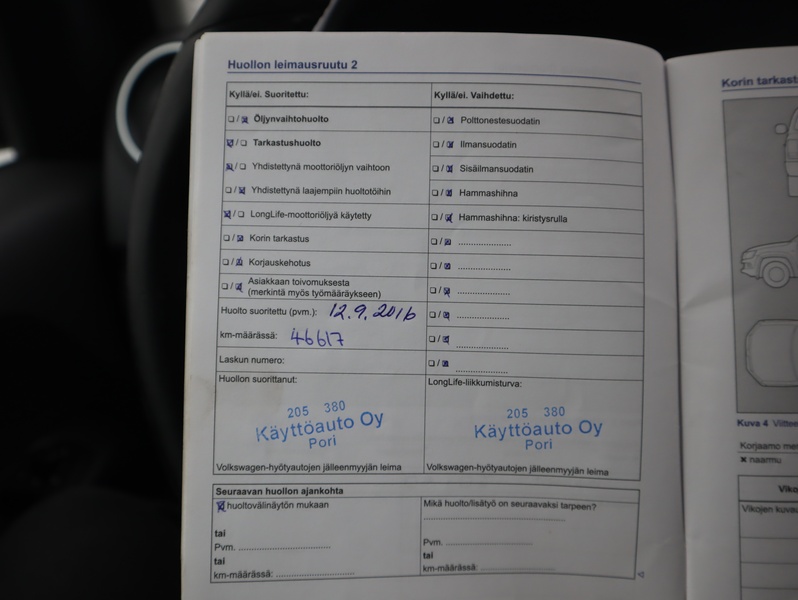 Huollon leimausruutu 2
Kyllä/ei. Suoritettu:
☐/☒ Öljynvaihtohuolto
☒/☐ Tarkastushuolto
☒/☐ Yhdistettynä moottoriöljyn vaihtoon
☐/☒ Yhdistettynä laajempiin huoltotöihin
☒/☐ LongLife-moottoriöljyä käytetty
☐/☒ Korin tarkastus
☐/☒ Korjauskehotus
☐/☒ Asiakkaan toivomuksesta
(merkintä myös työmääräykseen)
Huolto suoritettu (pvm.): 12.9.2016
km-määrässä: 46617
Laskun numero:
Huollon suorittanut:
205 380
Käyttöauto Oy
Pori
Volkswagen-hyötyautojen jälleenmyyjän leima
Kyllä/ei. Vaihdettu:
☐/☒ Polttonestesuodatin
☐/☒ Ilmansuodatin
☐/☒ Sisäilmansuodatin
☐/☒ Hammashihna
☐/☒ Hammashihna: kiristysrulla
☐/☒ ......................
☐/☒ ......................
☐/☒ ......................
☐/☒ ......................
☐/☒ ......................
☐/☒ ......................
LongLife-liikkumisturva:
205 380
Käyttöauto Oy
Pori
Volkswagen-hyötyautojen jälleenmyyjän leima
Seuraavan huollon ajankohta
☒ huoltovälinäytön mukaan
tai
Pvm. ..............................
tai
km-määrässä: ..........................
Mikä huolto/lisätyö on seuraavaksi tarpeen?
..................................................
Pvm. ..............................
tai
km-määrässä: ..........................
Korin
Kuva 4
Korjaamo
× naarmu
Vikojen